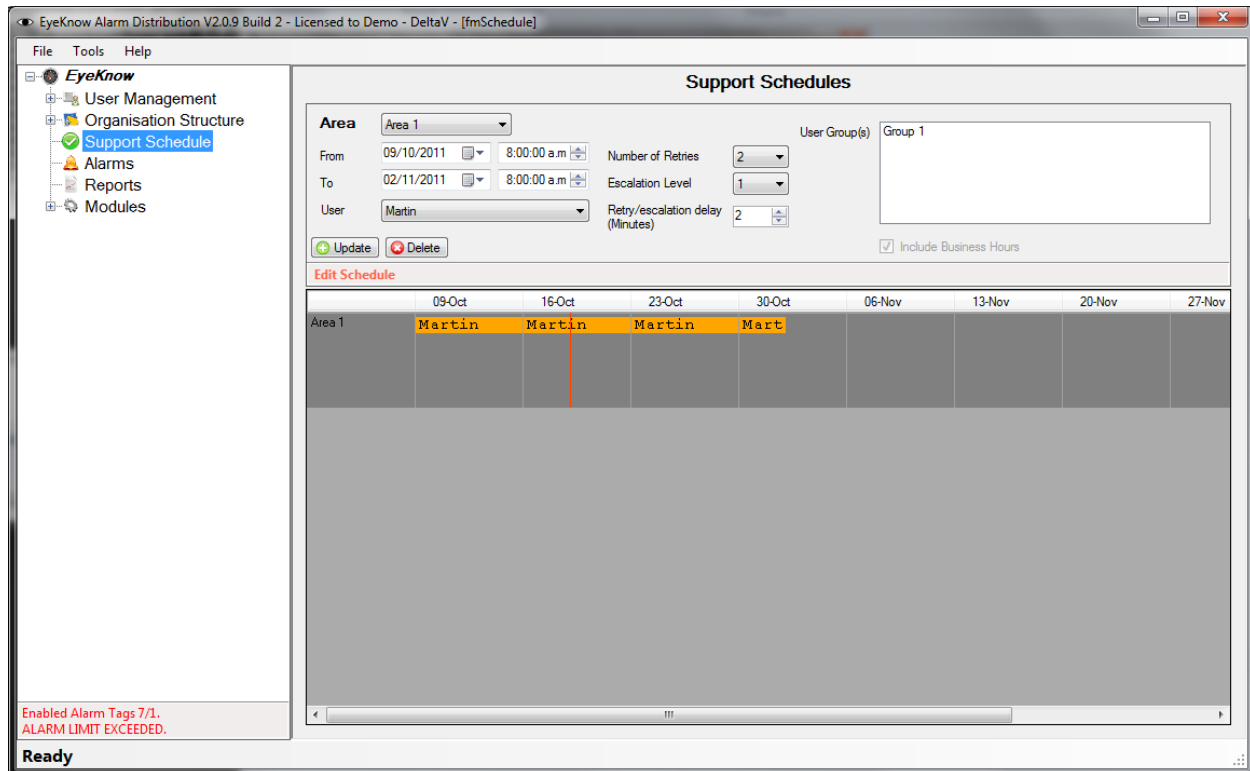 EyeKnow Alarm Distribution V2.0.9 Build 2 - Licensed to Demo - DeltaV - [fmSchedule]
File Tools Help
EyeKnow
User Management
Organisation Structure
Support Schedule
Alarms
Reports
Modules
Enabled Alarm Tags 7/1.
ALARM LIMIT EXCEEDED.
Support Schedules
Area Area 1
From 09/10/2011 8:00:00 a.m
To 02/11/2011 8:00:00 a.m
User Martin
Number of Retries 2
Escalation Level 1
Retry/escalation delay 2
(Minutes)
User Group(s) Group 1
Include Business Hours
Update Delete
Edit Schedule
09-Oct 16-Oct 23-Oct 30-Oct 06-Nov 13-Nov 20-Nov 27-Nov
Area 1 Martin Martin Martin Mart
Ready